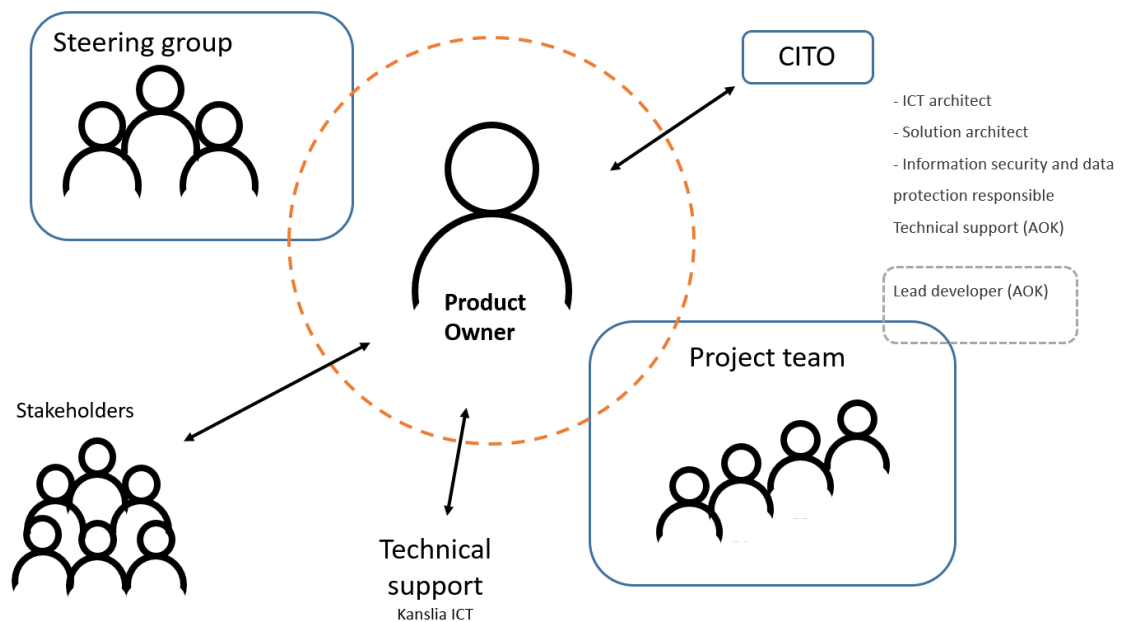 Steering group
CITO
- ICT architect
- Solution architect
- Information security and data
protection responsible
Technical support (AOK)
Lead developer (AOK)
Product
Owner
Project team
Stakeholders
Technical
support
Kanslia ICT